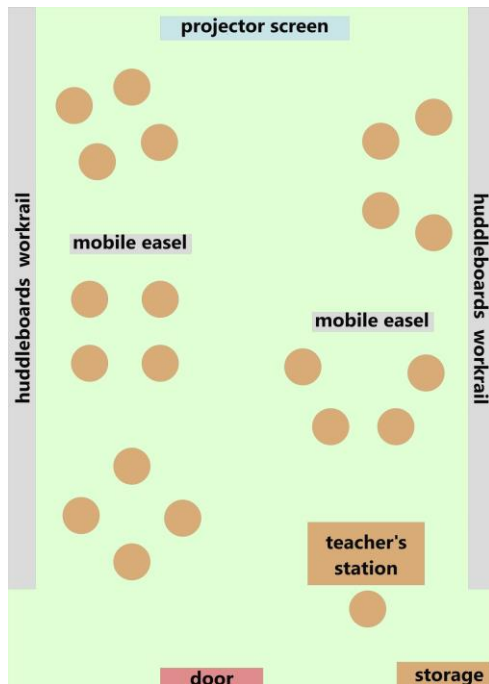 projector screen
huddleboards workrail
huddleboards workrail
mobile easel
mobile easel
teacher's
station
door
storage